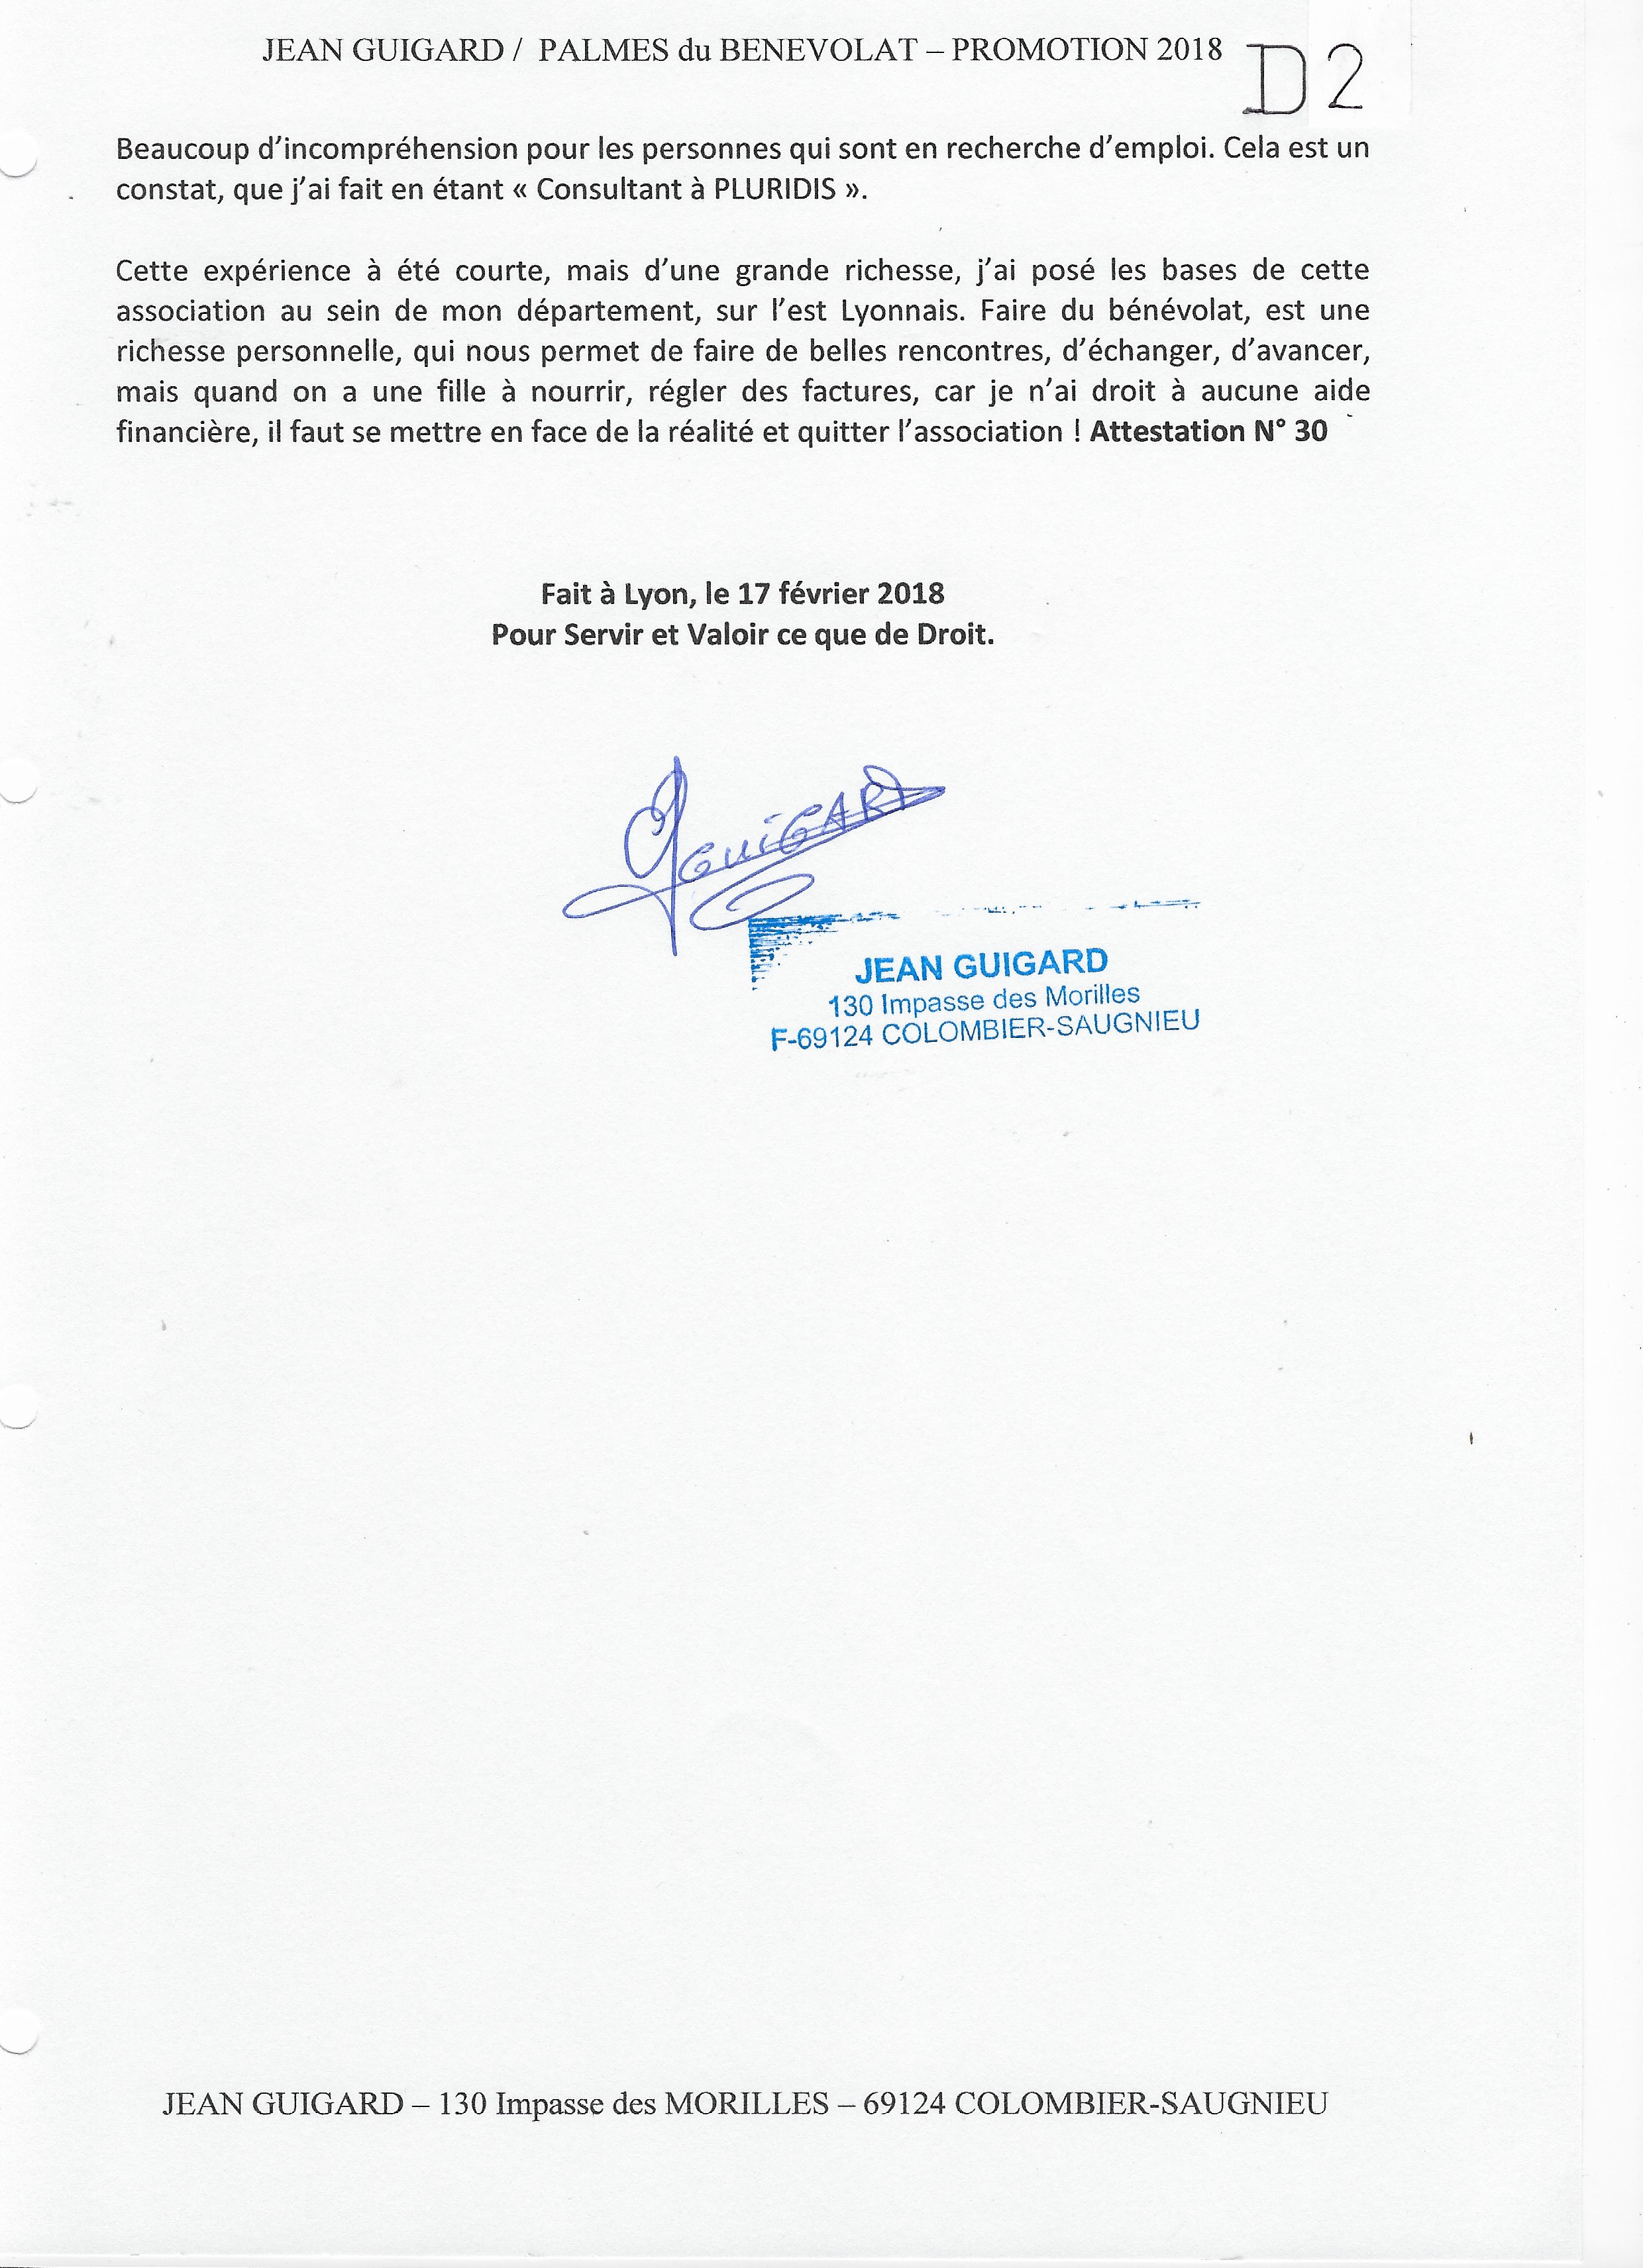 JEAN GUIGARD / PALMES du BENEVOLAT – PROMOTION 2018
D2
Beaucoup d'incompréhension pour les personnes qui sont en recherche d'emploi. Cela est un
constat, que j'ai fait en étant « Consultant à PLURIDIS ».
Cette expérience à été courte, mais d'une grande richesse, j'ai posé les bases de cette
association au sein de mon département, sur l'est Lyonnais. Faire du bénévolat, est une
richesse personnelle, qui nous permet de faire de belles rencontres, d'échanger, d'avancer,
mais quand on a une fille à nourrir, régler des factures, car je n'ai droit à aucune aide
financière, il faut se mettre en face de la réalité et quitter l'association ! Attestation N° 30
Fait à Lyon, le 17 février 2018
Pour Servir et Valoir ce que de Droit.
JGuiGARD
JEAN GUIGARD
130 Impasse des Morilles
F-69124 COLOMBIER-SAUGNIEU
JEAN GUIGARD – 130 Impasse des MORILLES – 69124 COLOMBIER-SAUGNIEU